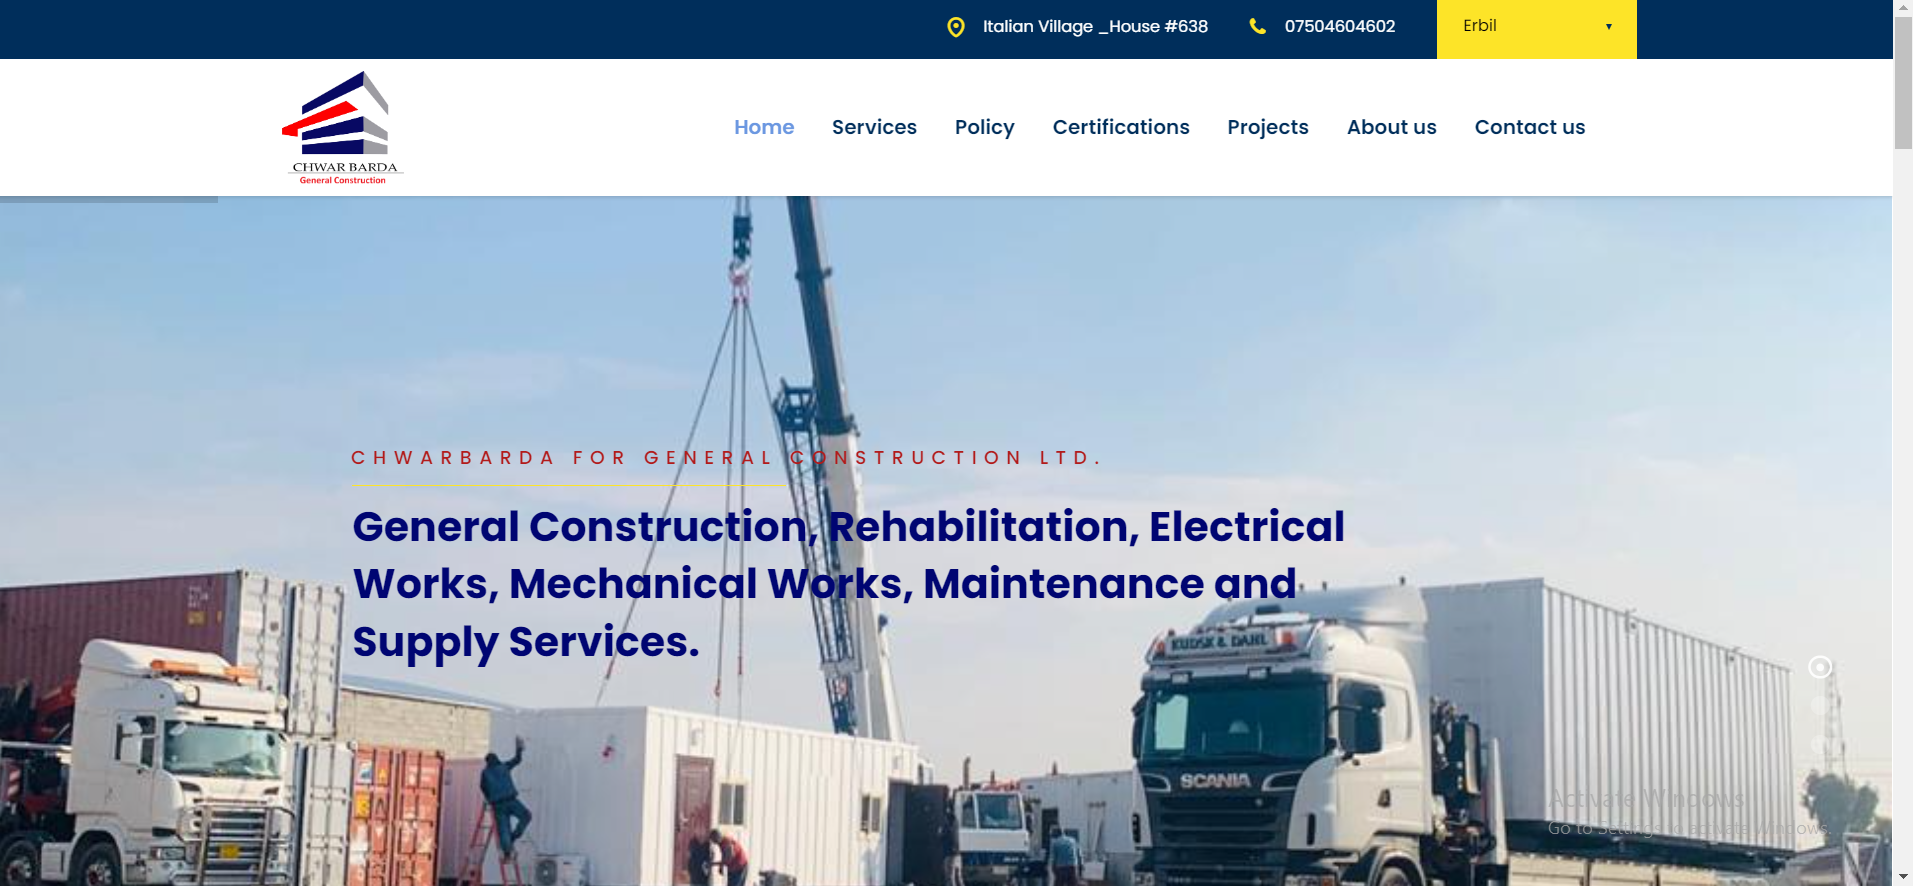 Italian Village _House #638
07504604602
Erbil
CHWAR BARDA
General Construction
Home
Services
Policy
Certifications
Projects
About us
Contact us
CHWARBARDA FOR GENERAL CONSTRUCTION LTD.
General Construction, Rehabilitation, Electrical
Works, Mechanical Works, Maintenance and
Supply Services.
KUDSK & DAHL
SCANIA
Activate Windows
Go to Settings to activate Windows.